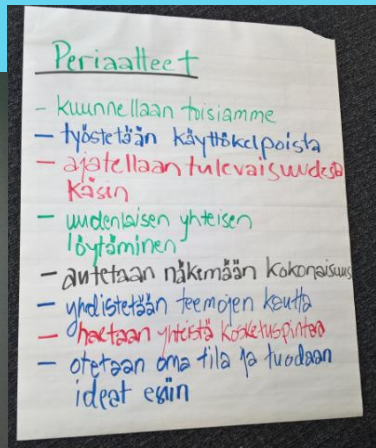 Periaatteet
- kuunnellaan toisiamme
- työstetään käyttökelpoista
- ajatellaan tulevaisuudesta
käsin
- uudenlaisen yhteisen
löytäminen
- autetaan näkemään kokonaisuus
- yhdistetään teemojen kautta
- haetaan yhteistä kosketuspintaa
- otetaan oma tila ja tuodaan
ideat esiin